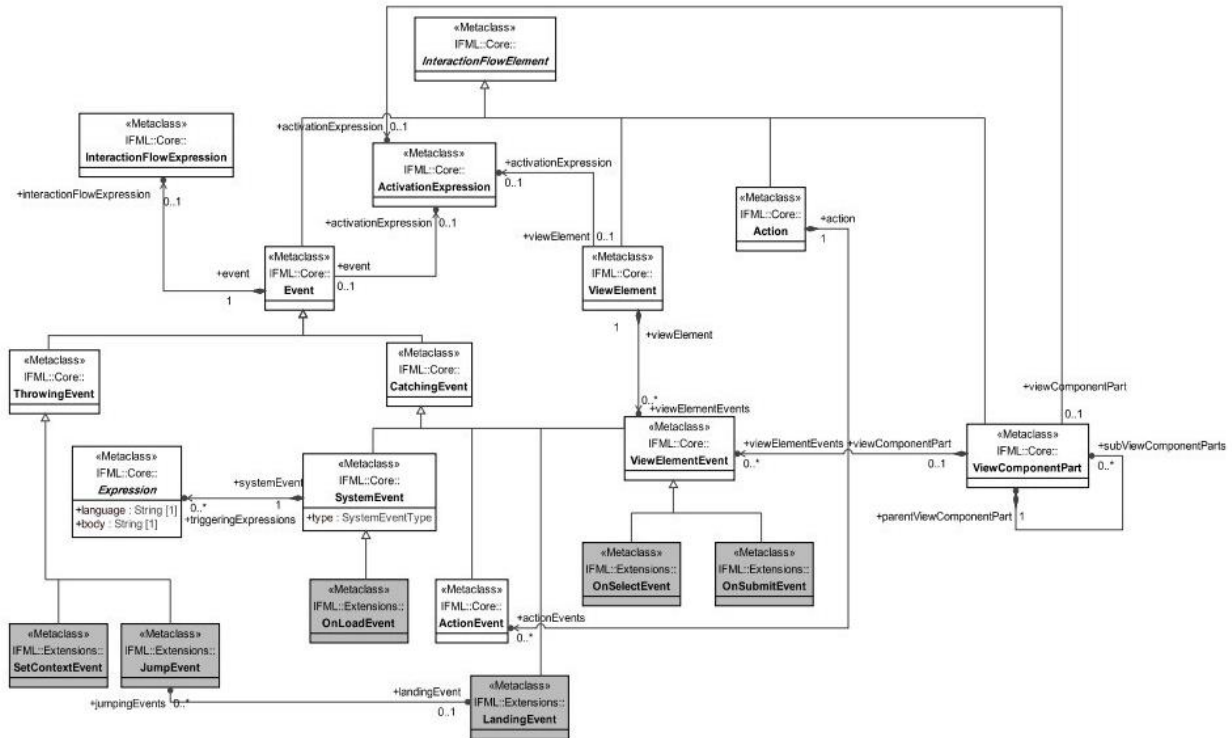 «Metaclass»
IFML::Core::
InteractionFlowElement
«Metaclass»
IFML::Core::
InteractionFlowExpression
+activationExpression 0..1
«Metaclass»
IFML::Core::
ActivationExpression
+activationExpression
0..1
«Metaclass»
IFML::Core::
Action
+action
1
+interactionFlowExpression
0..1
+activationExpression
0..1
+viewElement 0..1
«Metaclass»
IFML::Core::
Event
+event
1
+event
0..1
«Metaclass»
IFML::Core::
ViewElement
1
+viewElement
«Metaclass»
IFML::Core::
ThrowingEvent
«Metaclass»
IFML::Core::
CatchingEvent
+viewComponentPart
0..1
0..*
+viewElementEvents
«Metaclass»
IFML::Core::
ViewElementEvent
+viewElementEvents
0..*
+viewComponentPart
0..1
«Metaclass»
IFML::Core::
ViewComponentPart
+subViewComponentParts
0..*
+parentViewComponentPart
1
«Metaclass»
IFML::Core::
Expression
+language : String [1]
+body : String [1]
+systemEvent
1
0..*
+triggeringExpressions
«Metaclass»
IFML::Core::
SystemEvent
+type : SystemEventType
«Metaclass»
IFML::Extensions::
OnSelectEvent
«Metaclass»
IFML::Extensions::
OnSubmitEvent
«Metaclass»
IFML::Extensions::
OnLoadEvent
«Metaclass»
IFML::Core::
ActionEvent
+actionEvents
0..*
«Metaclass»
IFML::Extensions::
SetContextEvent
«Metaclass»
IFML::Extensions::
JumpEvent
+jumpingEvents 0..*
+landingEvent
0..1
«Metaclass»
IFML::Extensions::
LandingEvent